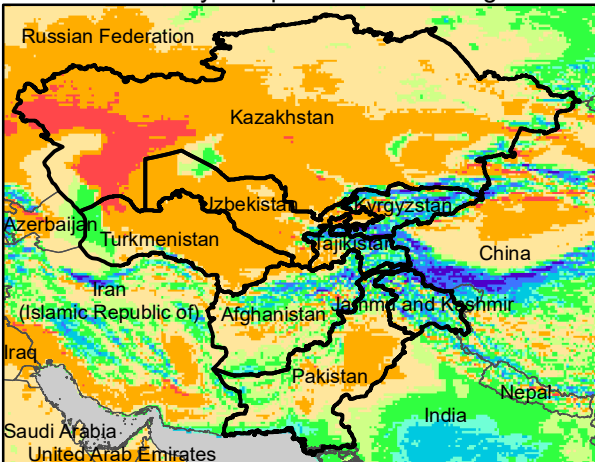 Russian Federation
Kazakhstan
Uzbekistan
Kyrgyzstan
Azerbaijan
Turkmenistan
Tajikistan
China
Iran
(Islamic Republic of)
Afghanistan
Jammu and Kashmir
Iraq
Pakistan
Nepal
India
Saudi Arabia
United Arab Emirates